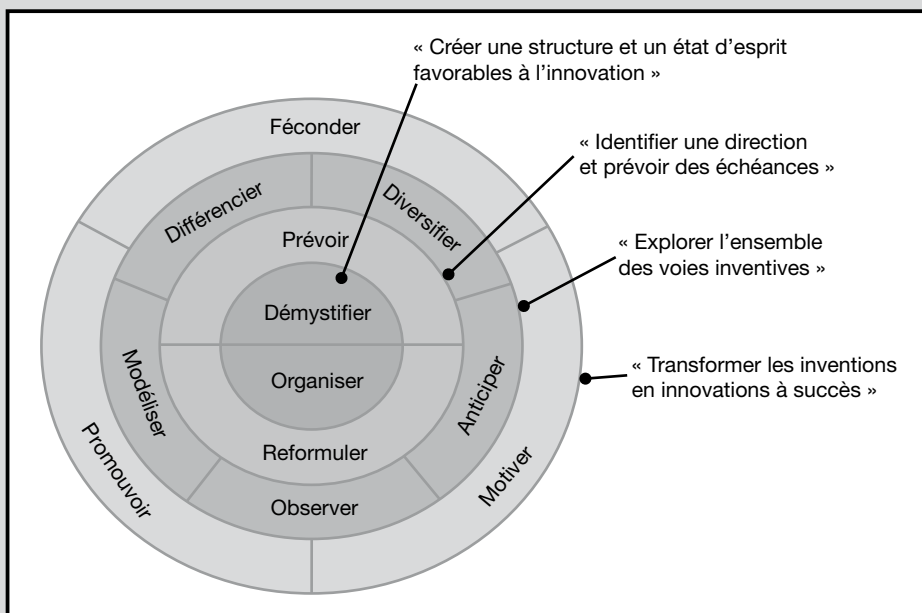 « Créer une structure et un état d’esprit
favorables à l’innovation »
Féconder
« Identifier une direction
et prévoir des échéances »
Différencier
Diversifier
Prévoir
« Explorer l’ensemble
des voies inventives »
Démystifier
« Transformer les inventions
en innovations à succès »
Organiser
Modéliser
Anticiper
Reformuler
Promouvoir
Motiver
Observer